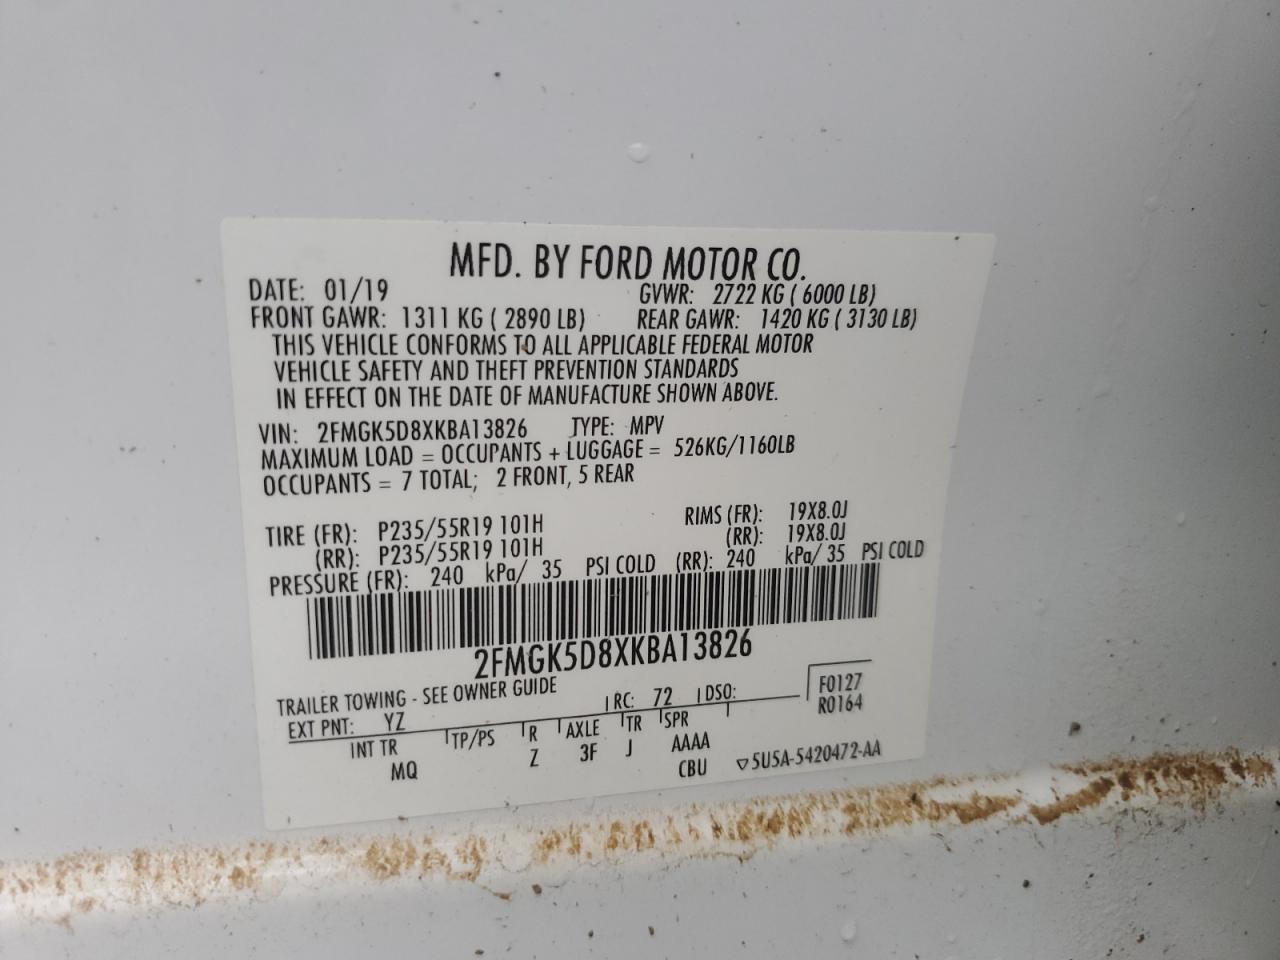 MFD. BY FORD MOTOR CO.
DATE: 01/19 GVWR: 2722 KG ( 6000 LB)
FRONT GAWR: 1311 KG ( 2890 LB) REAR GAWR: 1420 KG ( 3130 LB)
THIS VEHICLE CONFORMS TO ALL APPLICABLE FEDERAL MOTOR
VEHICLE SAFETY AND THEFT PREVENTION STANDARDS
IN EFFECT ON THE DATE OF MANUFACTURE SHOWN ABOVE.
VIN: 2FMGK5D8XKBA13826 TYPE: MPV
MAXIMUM LOAD = OCCUPANTS + LUGGAGE = 526KG/1160LB
OCCUPANTS = 7 TOTAL; 2 FRONT, 5 REAR
TIRE (FR): P235/55R19 101H RIMS (FR): 19X8.0J
(RR): P235/55R19 101H (RR): 19X8.0J
PRESSURE (FR): 240 kPa/ 35 PSI COLD (RR): 240 kPa/ 35 PSI COLD
2FMGK5D8XKBA13826
TRAILER TOWING - SEE OWNER GUIDE
EXT PNT: YZ RC: 72 DSO: F0127
R0164
INT TR TP/PS R AXLE TR SPR
MQ Z 3F J AAAA
CBU ▽5U5A-5420472-AA